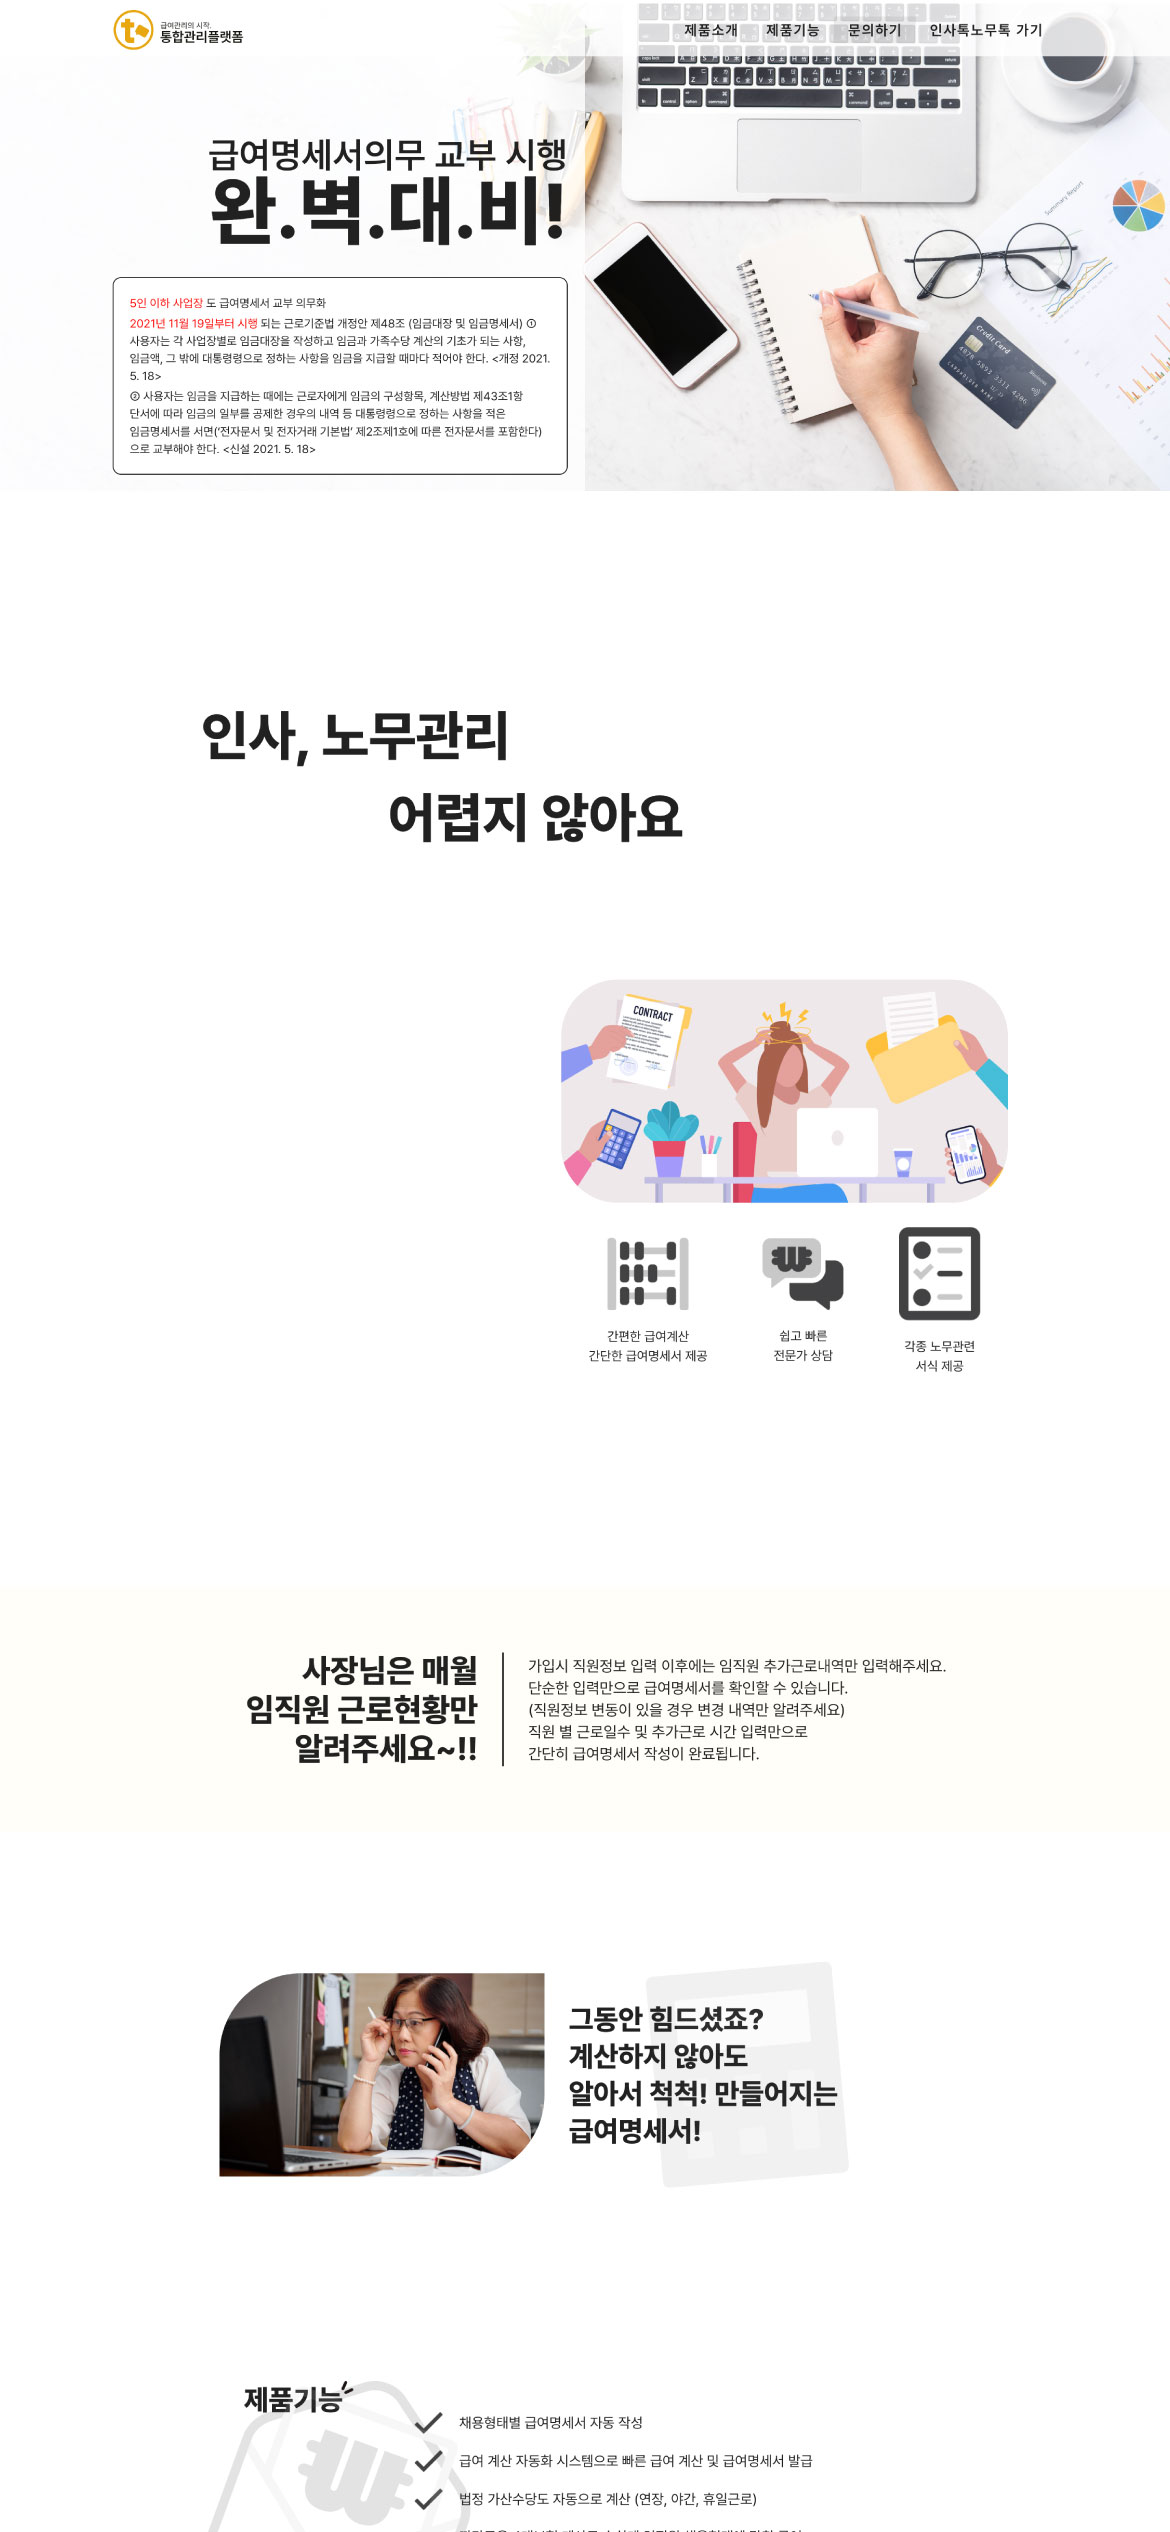 급여관리의 시작,
통합관리플랫폼
제품소개 제품기능 문의하기 인사톡노무톡 가기
급여명세서의무 교부 시행
완.벽.대.비!
5인 이하 사업장 도 급여명세서 교부 의무화
2021년 11월 19일부터 시행 되는 근로기준법 개정안 제48조 (임금대장 및 임금명세서) ①
사용자는 각 사업장별로 임금대장을 작성하고 임금과 가족수당 계산의 기초가 되는 사항,
임금액, 그 밖에 대통령령으로 정하는 사항을 임금을 지급할 때마다 적어야 한다. <개정 2021.
5. 18>
② 사용자는 임금을 지급하는 때에는 근로자에게 임금의 구성항목, 계산방법 제43조1항
단서에 따라 임금의 일부를 공제한 경우의 내역 등 대통령령으로 정하는 사항을 적은
임금명세서를 서면('전자문서 및 전자거래 기본법' 제2조제1호에 따른 전자문서를 포함한다)
으로 교부해야 한다. <신설 2021. 5. 18>
Summary Report
Credit Card
인사, 노무관리
어렵지 않아요
CONTRACT
간편한 급여계산
간단한 급여명세서 제공
쉽고 빠른
전문가 상담
각종 노무관련
서식 제공
사장님은 매월
임직원 근로현황만
알려주세요~!!
가입시 직원정보 입력 이후에는 임직원 추가근로내역만 입력해주세요.
단순한 입력만으로 급여명세서를 확인할 수 있습니다.
(직원정보 변동이 있을 경우 변경 내역만 알려주세요)
직원 별 근로일수 및 추가근로 시간 입력만으로
간단히 급여명세서 작성이 완료됩니다.
그동안 힘드셨죠?
계산하지 않아도
알아서 척척! 만들어지는
급여명세서!
제품기능
채용형태별 급여명세서 자동 작성
급여 계산 자동화 시스템으로 빠른 급여 계산 및 급여명세서 발급
법정 가산수당도 자동으로 계산 (연장, 야간, 휴일근로)